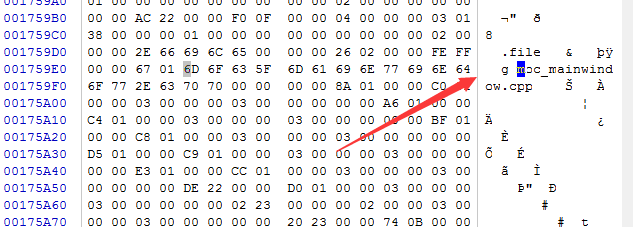 001759A0 01 00 00 00 00 00 00 00 00 00 02 00 00 00 00 00
001759B0 00 00 AC 22 00 00 F0 0F 00 00 04 00 00 00 03 01 ¬" ð
001759C0 38 00 00 00 01 00 00 00 00 00 00 00 00 00 02 00 8
001759D0 00 00 2E 66 69 6C 65 00 00 00 26 02 00 00 FE FF .file & þÿ
001759E0 00 00 67 01 6D 6F 63 5F 6D 61 69 6E 77 69 6E 64 g moc_mainwind
001759F0 6F 77 2E 63 70 70 00 00 00 00 8A 01 00 00 C0 ow.cpp Š À
00175A00 00 00 03 00 00 00 03 00 00 00 00 00 A6 01 00 00 ¦
00175A10 C4 01 00 00 03 00 00 00 03 00 00 00 00 00 BF 01 Ä ¿
00175A20 00 00 C8 01 00 00 03 00 00 00 03 00 00 00 00 00 È
00175A30 D5 01 00 00 C9 01 00 00 03 00 00 00 03 00 00 00 Õ É
00175A40 00 00 E3 01 00 00 CC 01 00 00 03 00 00 00 03 00 ã Ì
00175A50 00 00 00 00 DE 22 00 00 D0 01 00 00 03 00 00 00 Þ" Ð
00175A60 03 00 00 00 00 00 02 23 00 00 00 02 00 00 03 00 #
00175A70 00 00 03 00 00 00 00 00 20 23 00 00 74 0B 00 00 # t